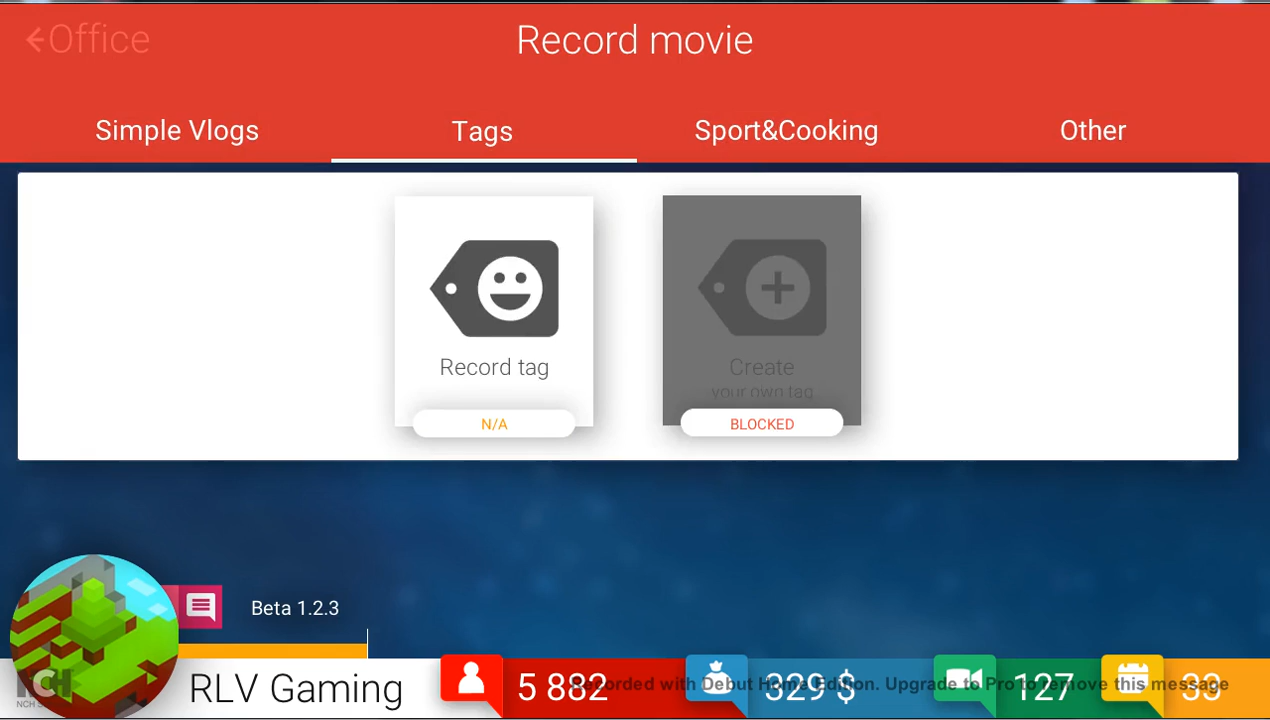 Office
Record movie
Simple Vlogs
Tags
Sport&Cooking
Other
Record tag
N/A
Create
your own tag
BLOCKED
Beta 1.2.3
RLV Gaming
5 882
329 $
127
33
Recorded with Debut Home Edition. Upgrade to Pro to remove this message
NCH